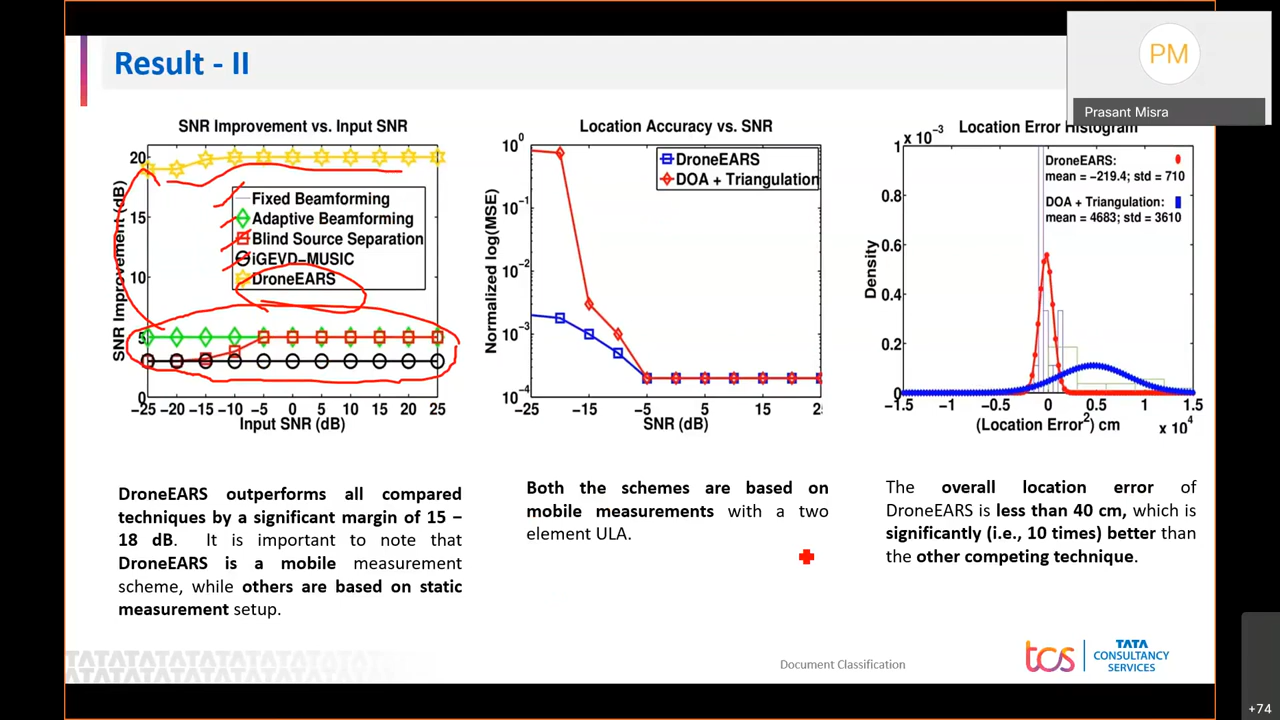 Result - II
PM
Prasant Misra
SNR Improvement vs. Input SNR
SNR Improvement (dB)
20
15
10
5
0
Fixed Beamforming
Adaptive Beamforming
Blind Source Separation
iGEVD-MUSIC
DroneEARS
-25 -20 -15 -10 -5 0 5 10 15 20 25
Input SNR (dB)
Location Accuracy vs. SNR
Normalized log(MSE)
10^0
10^-1
10^-2
10^-3
10^-4
DroneEARS
DOA + Triangulation
-25 -15 -5 5 15
SNR (dB)
x 10^-3
Location Error Histogram
Density
1
0.8
0.6
0.4
0.2
0
DroneEARS:
mean = -219.4; std = 710
DOA + Triangulation:
mean = 4683; std = 3610
-1.5 -1 -0.5 0 0.5 1 1.5
(Location Error²) cm
x 10^4
DroneEARS outperforms all compared
techniques by a significant margin of 15 –
18 dB. It is important to note that
DroneEARS is a mobile measurement
scheme, while others are based on static
measurement setup.
Both the schemes are based on
mobile measurements with a two
element ULA.
The overall location error of
DroneEARS is less than 40 cm, which is
significantly (i.e., 10 times) better than
the other competing technique.
Document Classification
tcs
TATA
CONSULTANCY
SERVICES
+74